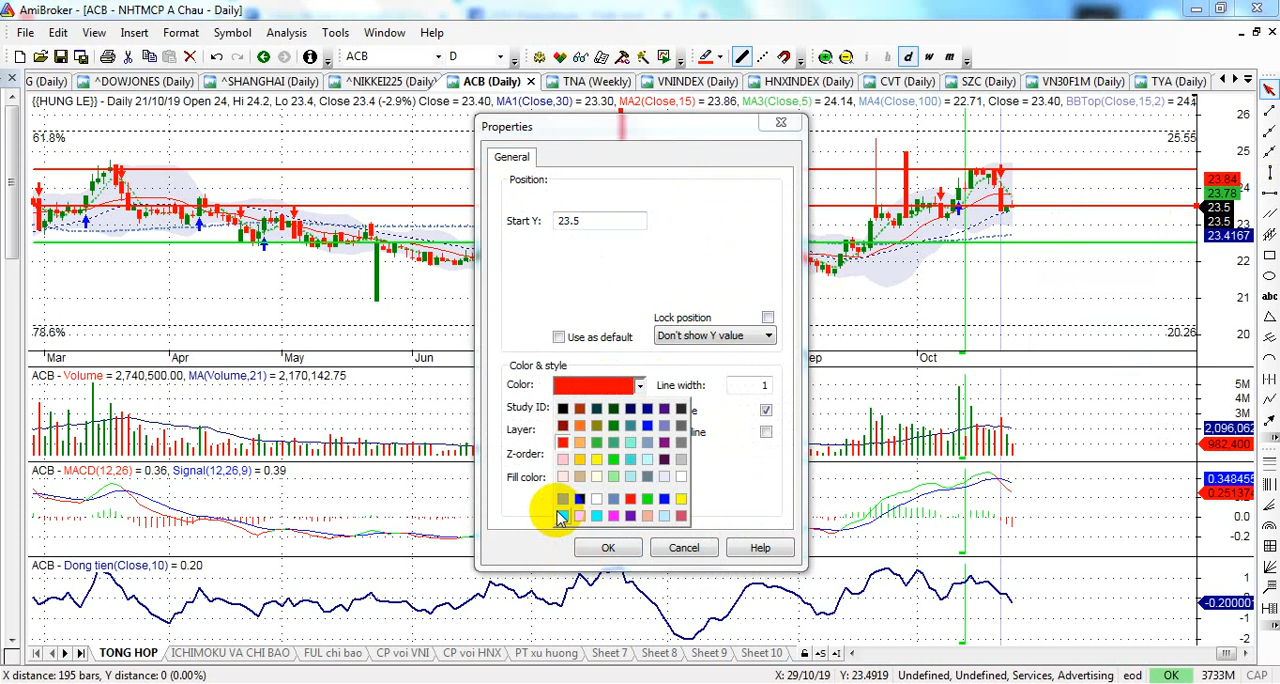 AmiBroker - [ACB - NHTMCP A Chau - Daily]
File Edit View Insert Format Symbol Analysis Tools Window Help
ACB D i h d w m
G (Daily) ^DOWJONES (Daily) ^SHANGHAI (Daily) ^NIKKEI225 (Daily) ACB (Daily) TNA (Weekly) VNINDEX (Daily) HNXINDEX (Daily) CVT (Daily) SZC (Daily) VN30F1M (Daily) TYA (Daily)
{{HUNG LE}} - Daily 21/10/19 Open 24, Hi 24.2, Lo 23.4, Close 23.4 (-2.9%) Close = 23.40, MA1(Close,30) = 23.30, MA2(Close,15) = 23.86, MA3(Close,5) = 24.14, MA4(Close,100) = 22.71, Close = 23.40, BBTop(Close,15,2) = 24.
Properties
61.8%
25.55
General
Position:
Start Y: 23.5
Lock position
Use as default Don't show Y value
78.6%
20.26
26
25
24
23
22
21
20
23.84
23.78
23.5
23.5
23.4167
Mar Apr May Jun ep Oct
Color & style
Color: Line width: 1
Study ID:
Layer:
Z-order:
Fill color:
OK Cancel Help
ACB - Volume = 2,740,500.00, MA(Volume,21) = 2,170,142.75
5M
4M
3M
2,096,062
982,400
ACB - MACD(12,26) = 0.36, Signal(12,26,9) = 0.39
0.348455
0.251374
0.0
-0.2
ACB - Dong tien(Close,10) = 0.20
1
-0.20000
-1
-2
TONG HOP ICHIMOKU VA CHI BAO FUL chi bao CP voi VNI CP voi HNX PT xu huong Sheet 7 Sheet 8 Sheet 9 Sheet 10
X distance: 195 bars, Y distance: 0 (0.00%) X: 29/10/19 Y: 23.4919 Undefined, Undefined, Services, Advertising eod OK 3733M CAP